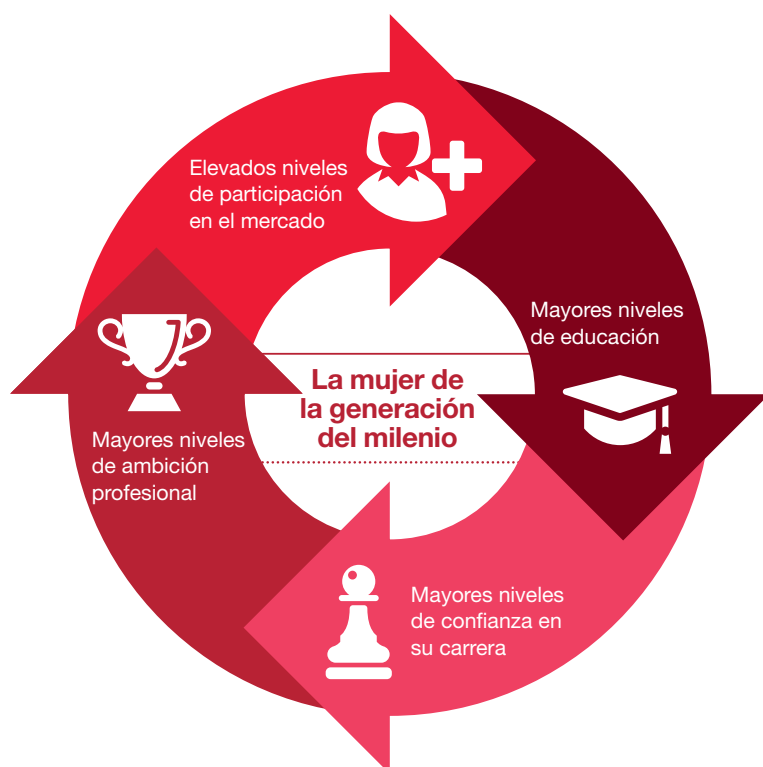 Elevados niveles
de participación
en el mercado
Mayores niveles
de educación
La mujer de
la generación
del milenio
Mayores niveles
de ambición
profesional
Mayores niveles
de confianza en
su carrera